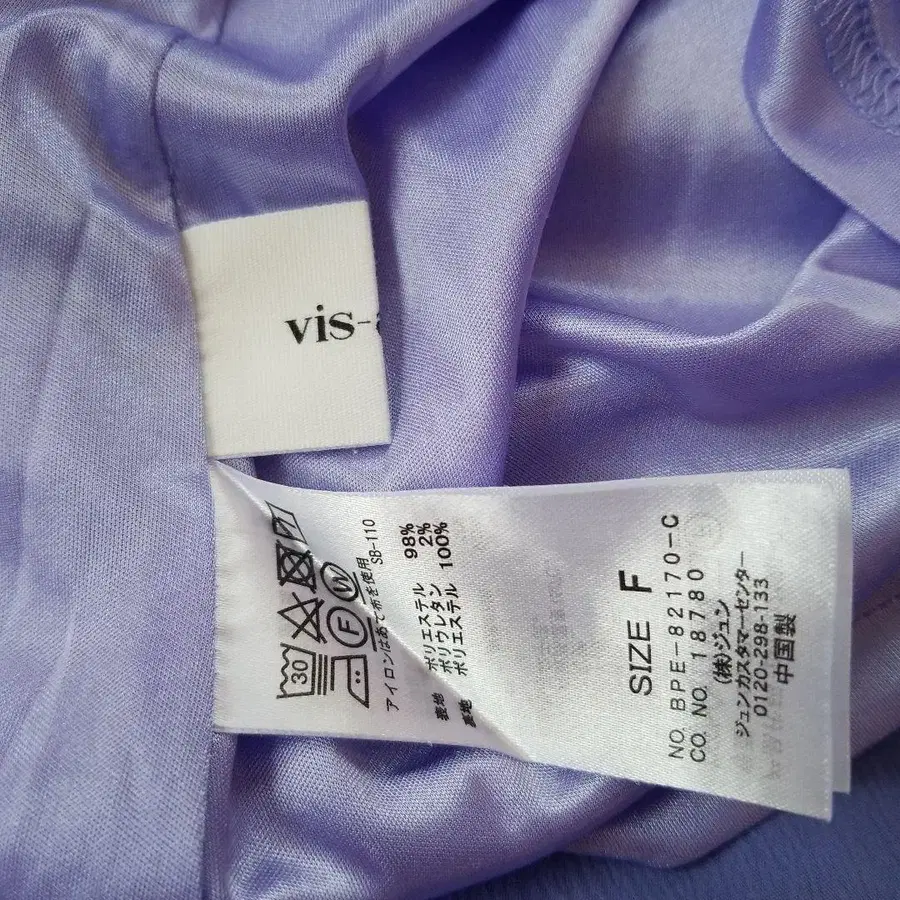 vis-
30
F
W
アイロンはあて布を使用
SB-110
表地 ポリエステル 98%
ポリウレタン 2%
裏地 ポリエステル 100%
SIZE F
NO. BPE-82170-C
CO. NO. 18780
(株)ジュン
ジュンカスタマーセンター
0120-298-133
中国製